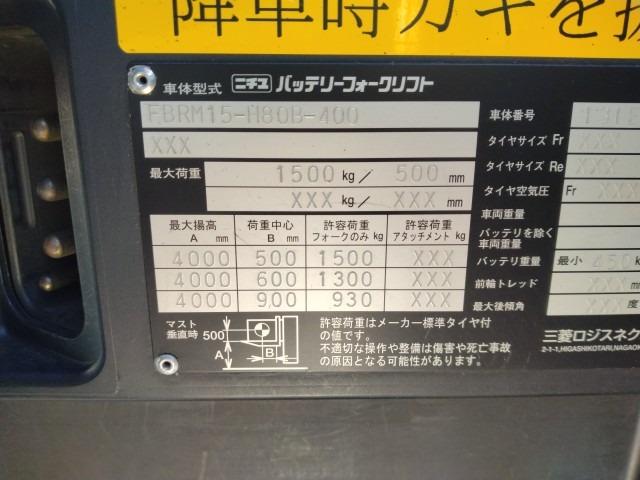 降車時カギを
車体型式 ニチユ バッテリーフォークリフト
FBRM15-H80B-400
XXX
最大荷重 1500 kg/ 500 mm
XXX kg/ XXX mm
最大揚高 A mm 荷重中心 B mm 許容荷重 フォークのみ kg 許容荷重 アタッチメント kg
4000 500 1500 XXX
4000 600 1300 XXX
4000 900 930 XXX
マスト垂直時 500 A B
許容荷重はメーカー標準タイヤ付
の値です。
不適切な操作や整備は傷害や死亡事故
の原因となる可能性があります。
車体番号
タイヤサイズ Fr XXX
タイヤサイズ Re XXX
タイヤ空気圧 Fr XXX
車両重量
バッテリを除く
車両重量
バッテリ重量 最小 450 k
前輪トレッド XXX mm
最大後傾角 XXX 度
三菱ロジスネク
2-1-1,HIGASHIKOTARI,NAGAOK